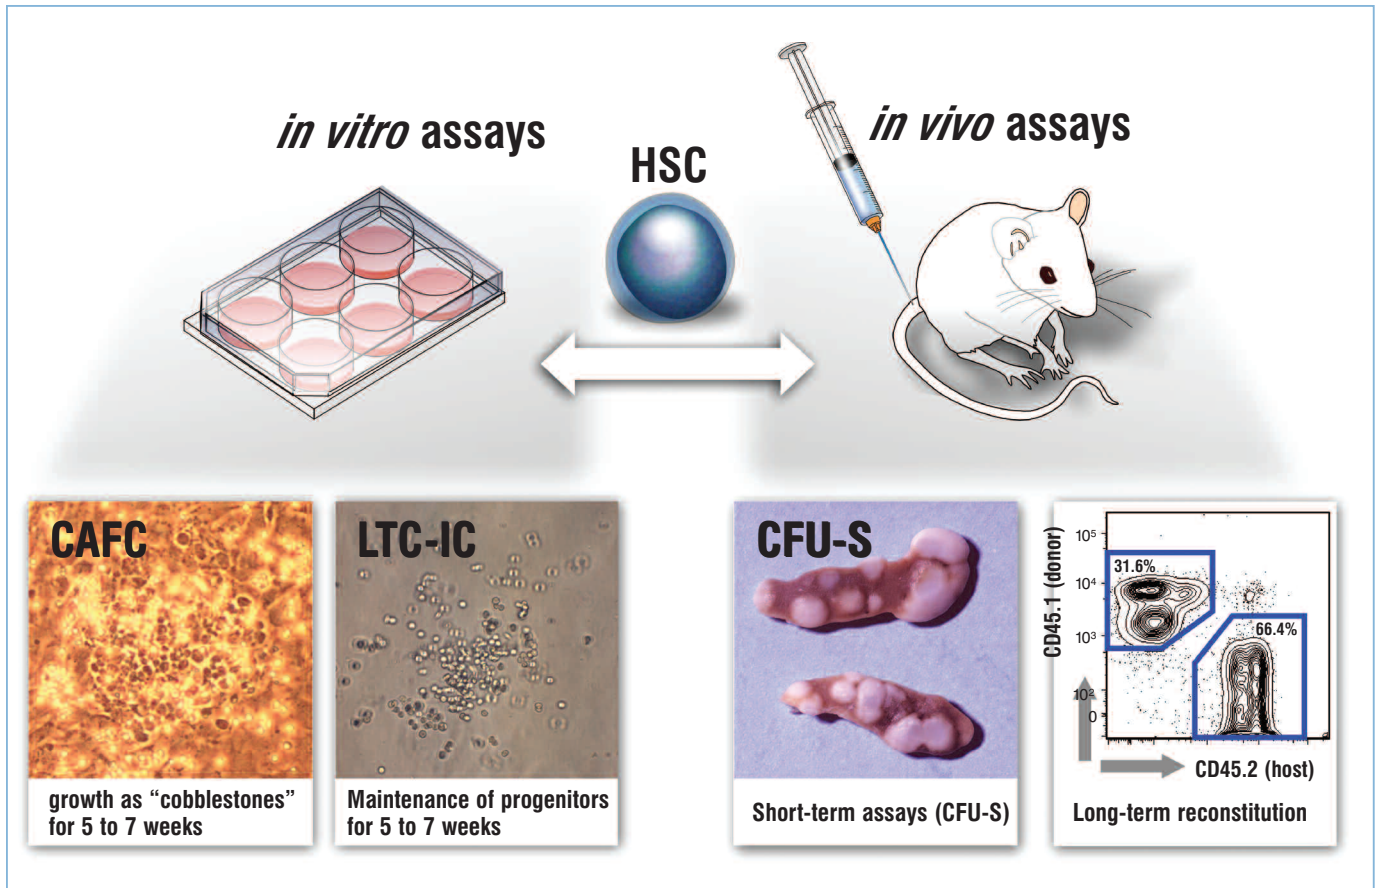 in vitro assays
HSC
in vivo assays
CAFC
growth as “cobblestones”
for 5 to 7 weeks
LTC-IC
Maintenance of progenitors
for 5 to 7 weeks
CFU-S
Short-term assays (CFU-S)
CD45.1 (donor)
10⁵
10⁴
10³
10²
0
31.6%
66.4%
CD45.2 (host)
Long-term reconstitution